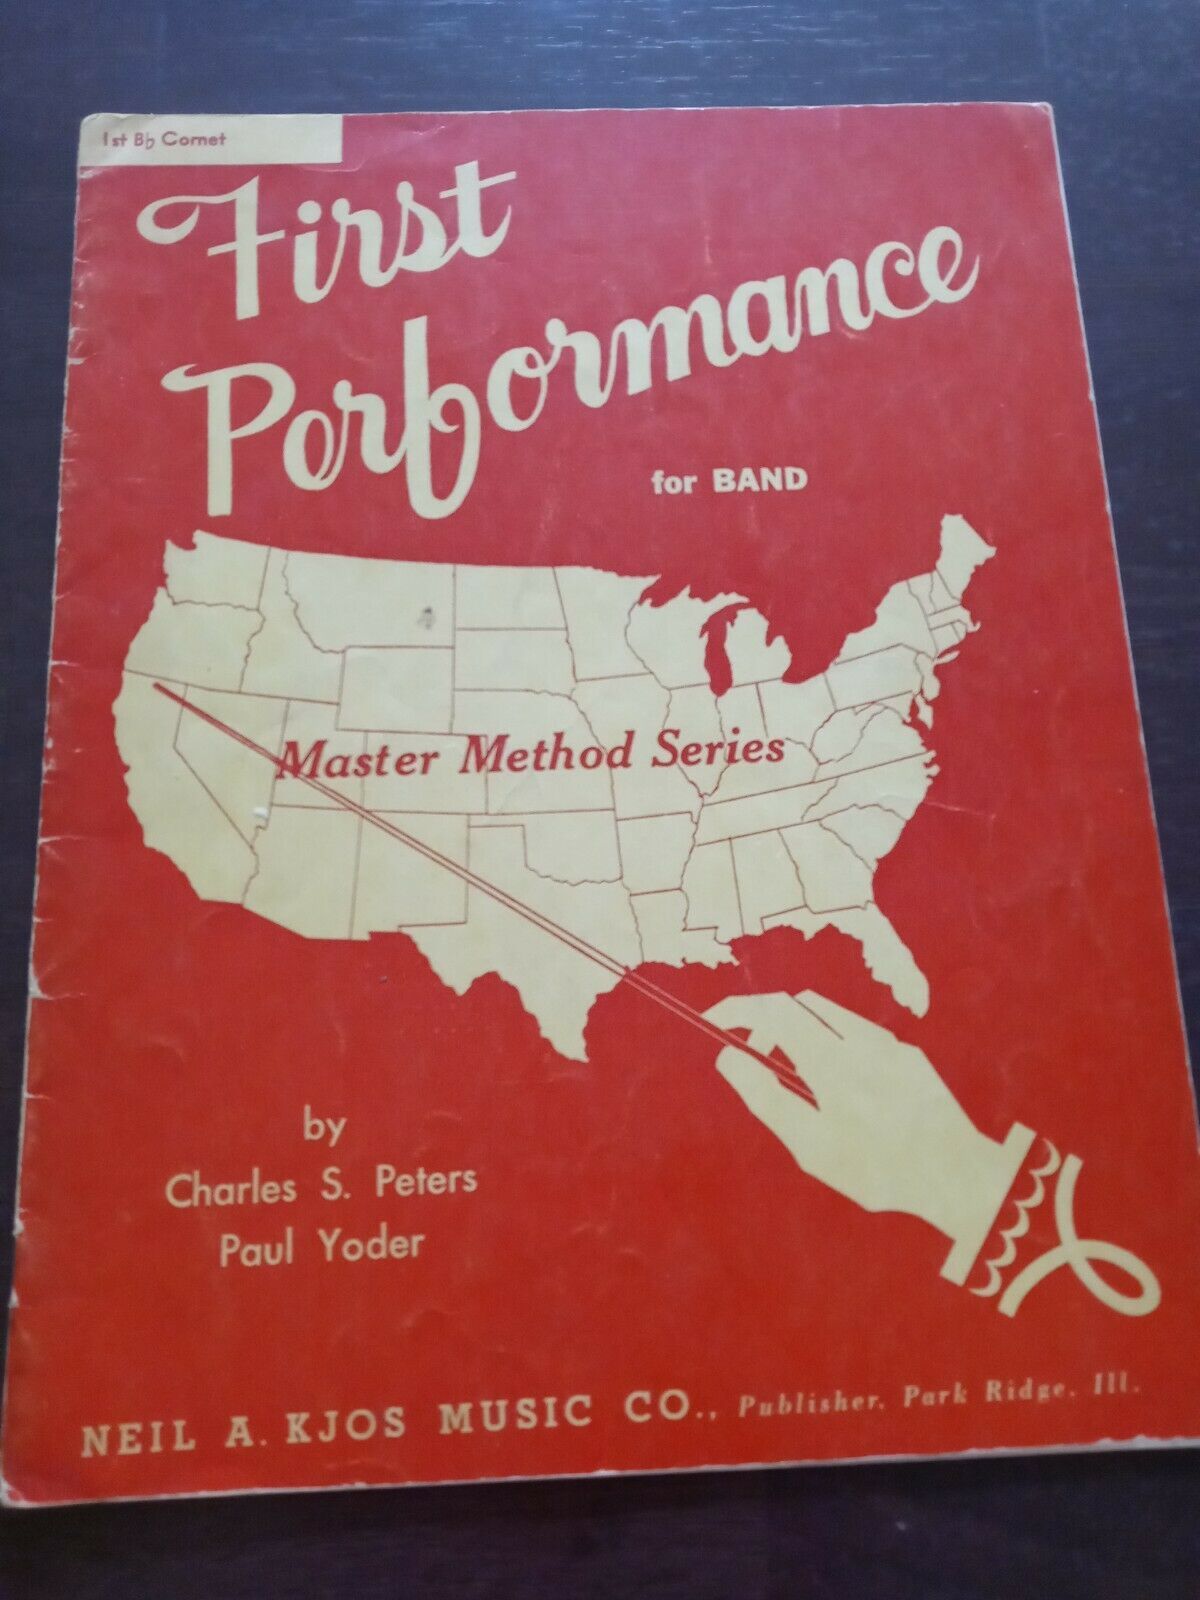 1st B♭ Cornet
First
Performance
for BAND
Master Method Series
by
Charles S. Peters
Paul Yoder
NEIL A. KJOS MUSIC CO., Publisher, Park Ridge, Ill.